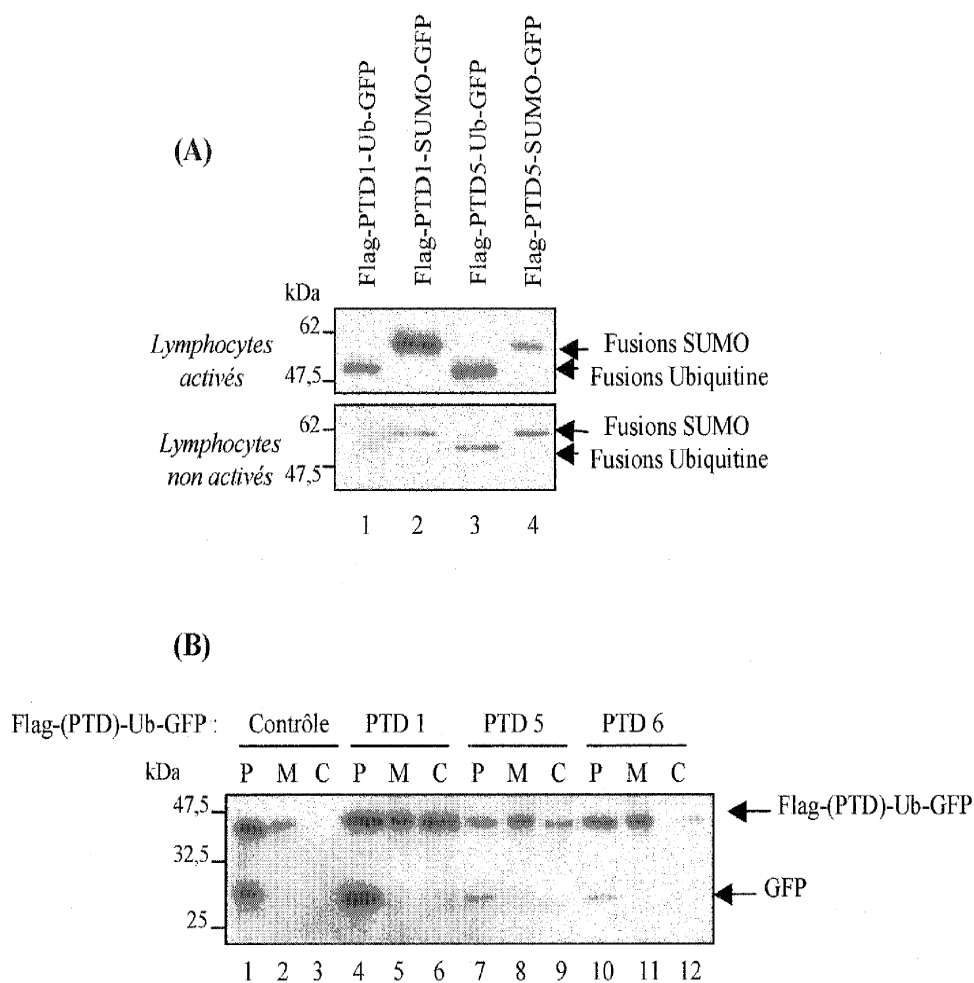 (A)
Flag-PTD1-Ub-GFP
Flag-PTD1-SUMO-GFP
Flag-PTD5-Ub-GFP
Flag-PTD5-SUMO-GFP
kDa
Lymphocytes activés
62
47,5
Fusions SUMO
Fusions Ubiquitine
Lymphocytes non activés
62
47,5
Fusions SUMO
Fusions Ubiquitine
1 2 3 4
(B)
Flag-(PTD)-Ub-GFP : Contrôle PTD 1 PTD 5 PTD 6
kDa P M C P M C P M C P M C
47,5 Flag-(PTD)-Ub-GFP
32,5
GFP
25
1 2 3 4 5 6 7 8 9 10 11 12